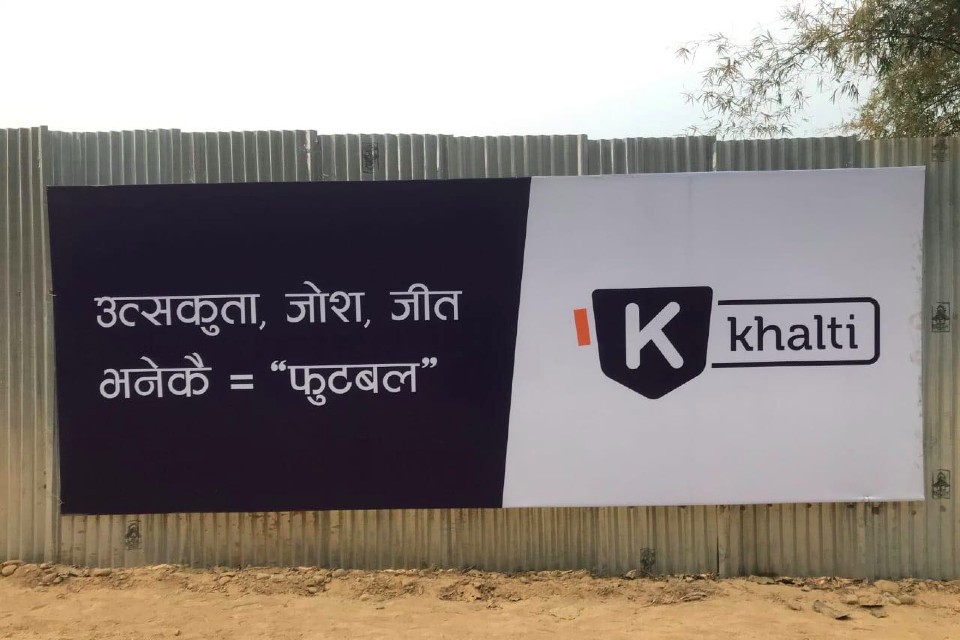 उत्सकुता, जोश, जीत
भनेकै = “फुटबल”
K khalti